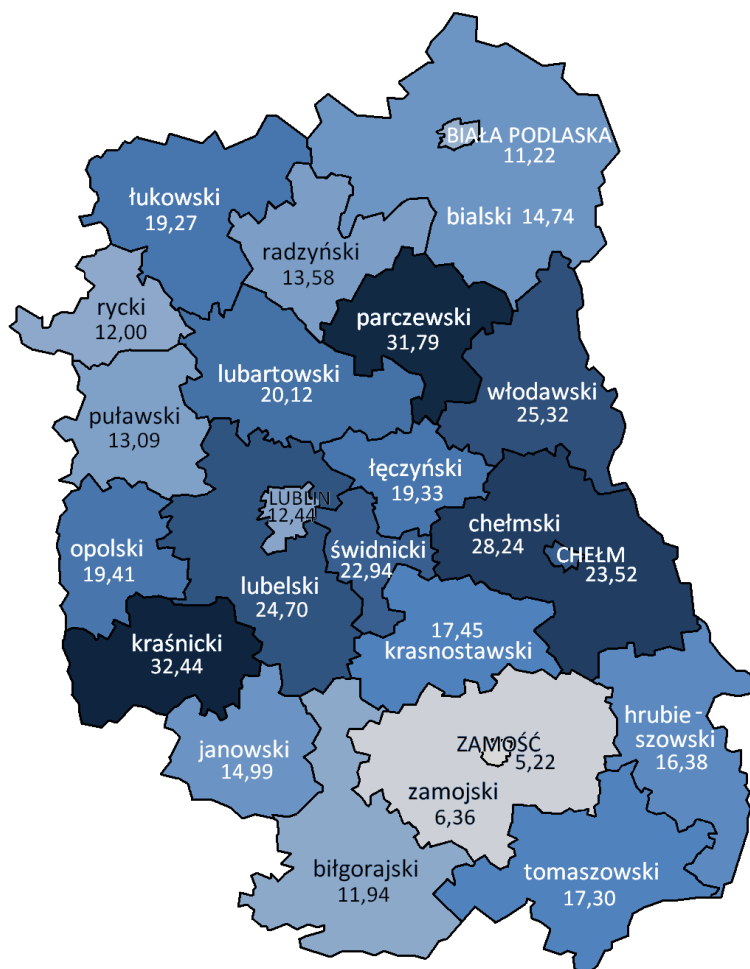 BIAŁA PODLASKA
11,22
łukowski
19,27
bialski 14,74
radzyński
13,58
rycki
12,00
parczewski
31,79
lubartowski
20,12
włodawski
25,32
puławski
13,09
łęczyński
19,33
LUBLIN
12,44
chełmski
28,24
CHEŁM
23,52
opolski
19,41
świdnicki
22,94
lubelski
24,70
kraśnicki
32,44
17,45
krasnostawski
hrubie-
szowski
16,38
janowski
14,99
ZAMOŚĆ
5,22
zamojski
6,36
biłgorajski
11,94
tomaszowski
17,30